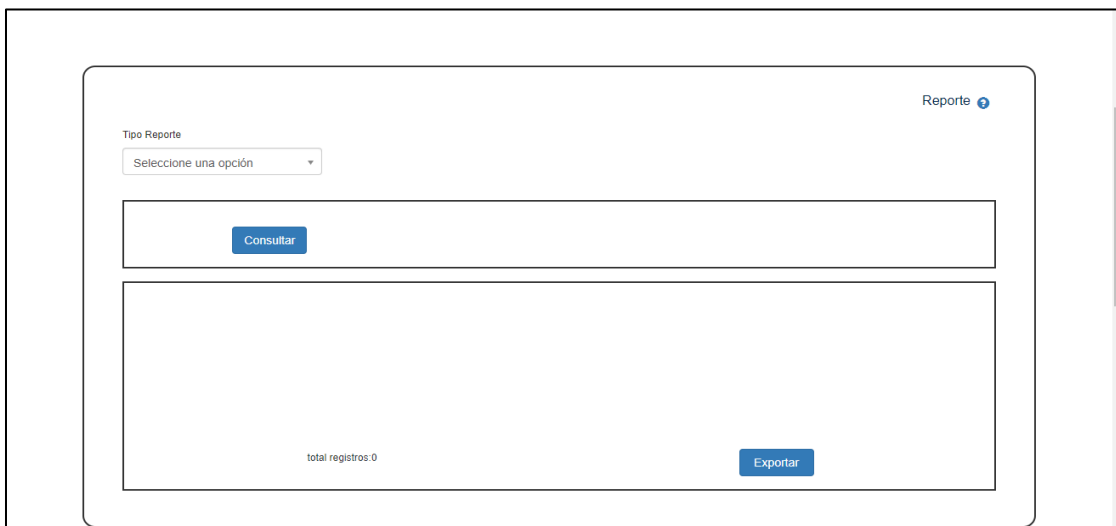 Reporte
Tipo Reporte
Seleccione una opción
Consultar
total registros:0
Exportar